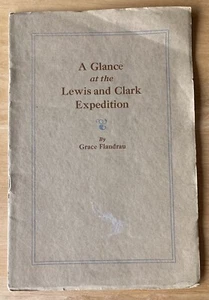 A Glance
at the
Lewis and Clark
Expedition
By
Grace Flandrau